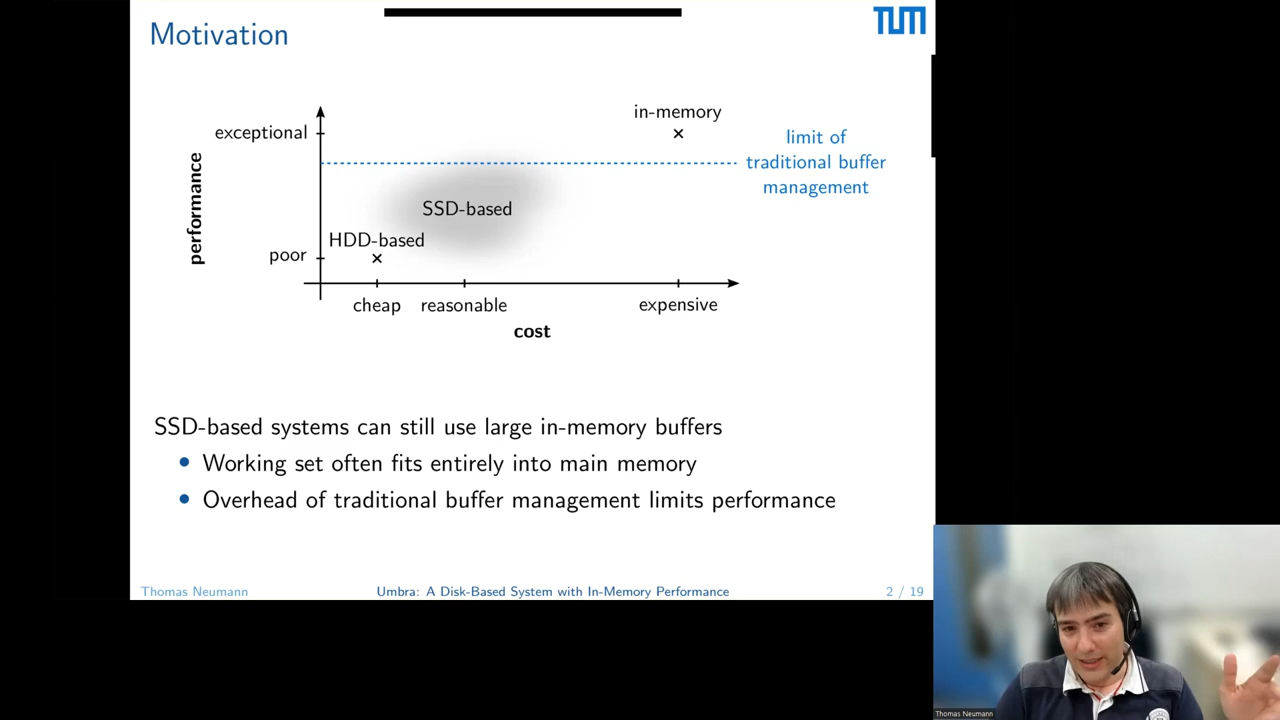 Motivation
TUM
in-memory
exceptional
limit of
traditional buffer
management
performance
SSD-based
HDD-based
poor
cheap
reasonable
expensive
cost
SSD-based systems can still use large in-memory buffers
• Working set often fits entirely into main memory
• Overhead of traditional buffer management limits performance
Thomas Neumann
Umbra: A Disk-Based System with In-Memory Performance
2 / 19
Thomas Neumann